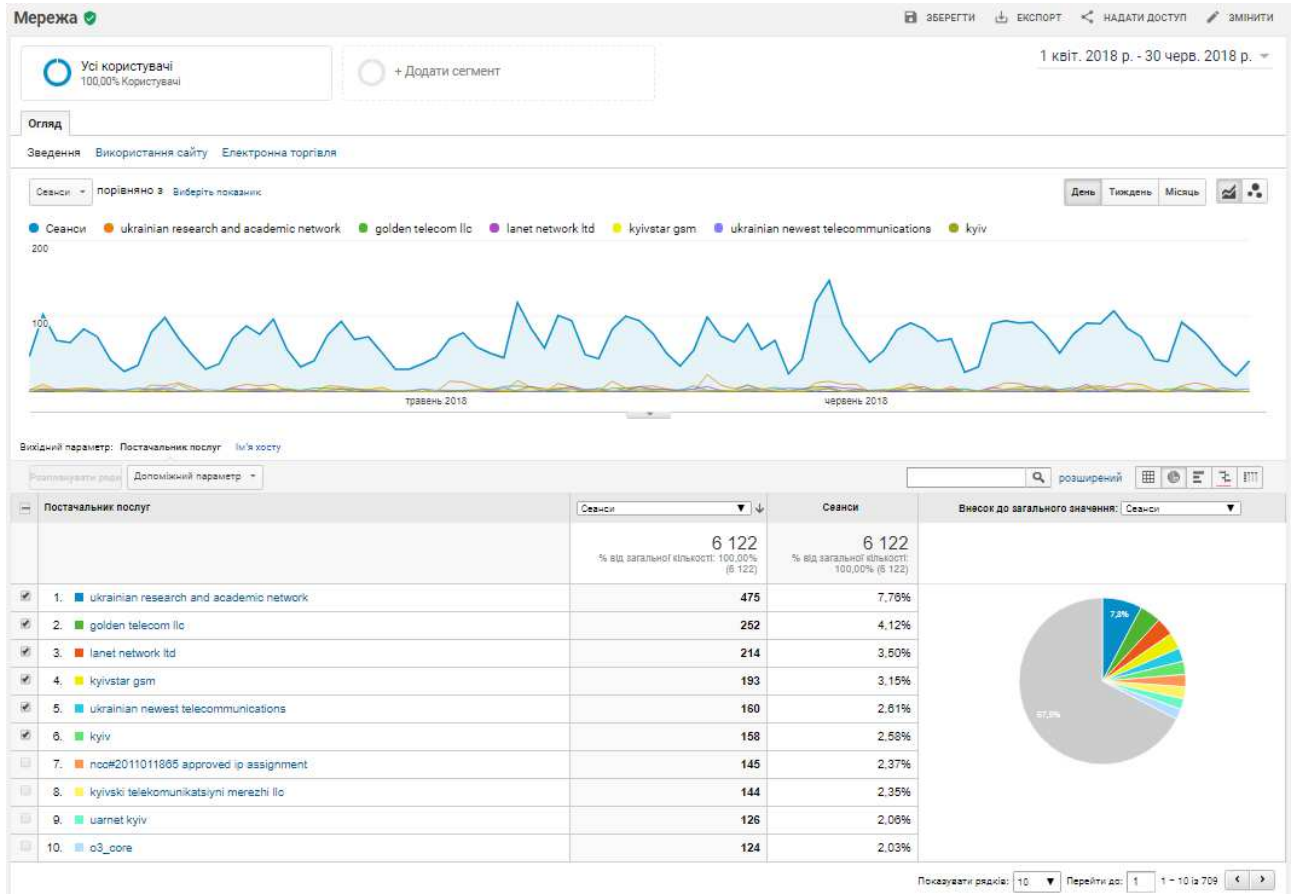 Мережа
ЗБЕРЕГТИ ЕКСПОРТ НАДАТИ ДОСТУП ЗМІНИТИ
Усі користувачі
100,00% Користувачі
+ Додати сегмент
1 квіт. 2018 р. - 30 черв. 2018 р.
Огляд
Зведення Використання сайту Електронна торгівля
Сеанси порівняно з Виберіть показник
День Тиждень Місяць
Сеанси ukrainian research and academic network golden telecom llc lanet network ltd kyivstar gsm ukrainian newest telecommunications kyiv
200
100
травень 2018 червень 2018
Вихідний параметр: Постачальник послуг Ім'я хосту
Розпланувати ряди Допоміжний параметр розширений
Постачальник послуг Сеанси Сеанси Внесок до загального значення: Сеанси
6 122 6 122
% від загальної кількості: 100,00% (6 122) % від загальної кількості: 100,00% (6 122)
1. ukrainian research and academic network 475 7,76%
2. golden telecom llc 252 4,12%
3. lanet network ltd 214 3,50%
4. kyivstar gsm 193 3,15%
5. ukrainian newest telecommunications 160 2,61%
6. kyiv 158 2,58%
7. ncc#2011011865 approved ip assignment 145 2,37%
8. kyivski telekomunikatsiyni merezhi llc 144 2,35%
9. uarnet kyiv 126 2,06%
10. o3_core 124 2,03%
7,8%
67,5%
Показувати рядків: 10 Перейти до: 1 1 – 10 із 709